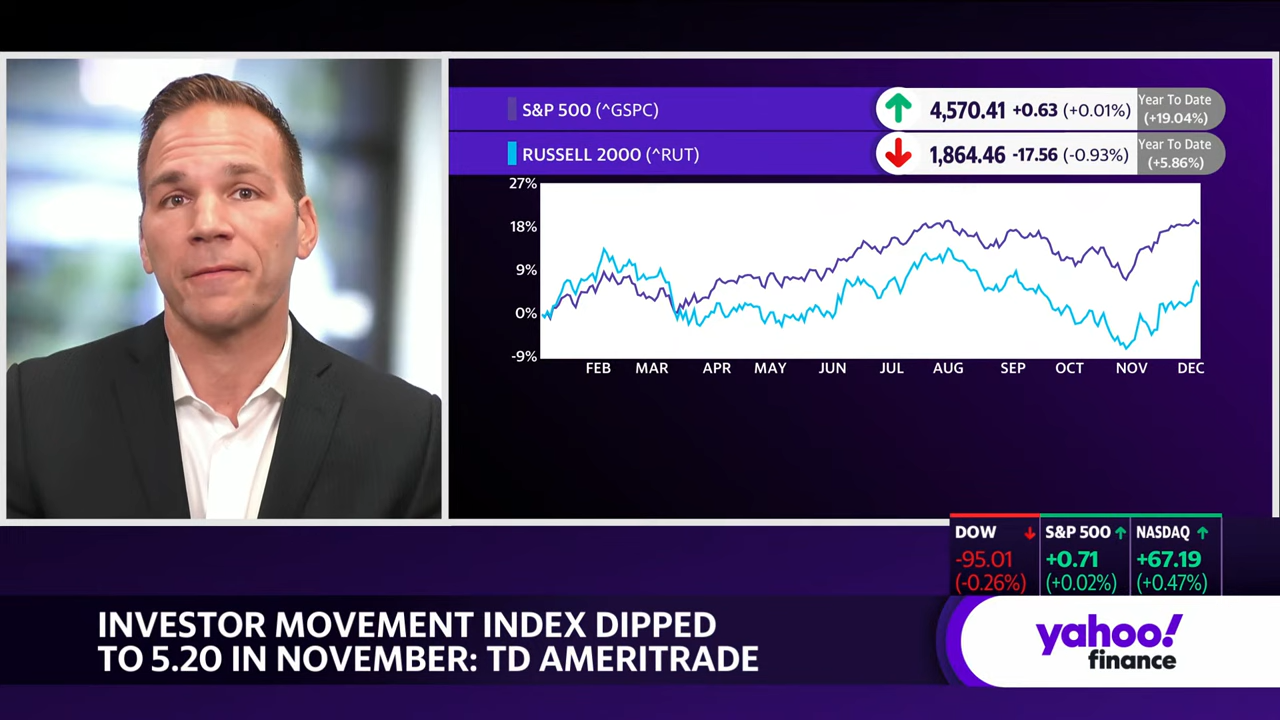 S&P 500 (^GSPC)
4,570.41 +0.63 (+0.01%)
Year To Date
(+19.04%)
RUSSELL 2000 (^RUT)
1,864.46 -17.56 (-0.93%)
Year To Date
(+5.86%)
27%
18%
9%
0%
-9%
FEB MAR APR MAY JUN JUL AUG SEP OCT NOV DEC
DOW
-95.01
(-0.26%)
S&P 500
+0.71
(+0.02%)
NASDAQ
+67.19
(+0.47%)
INVESTOR MOVEMENT INDEX DIPPED
TO 5.20 IN NOVEMBER: TD AMERITRADE
yahoo!
finance